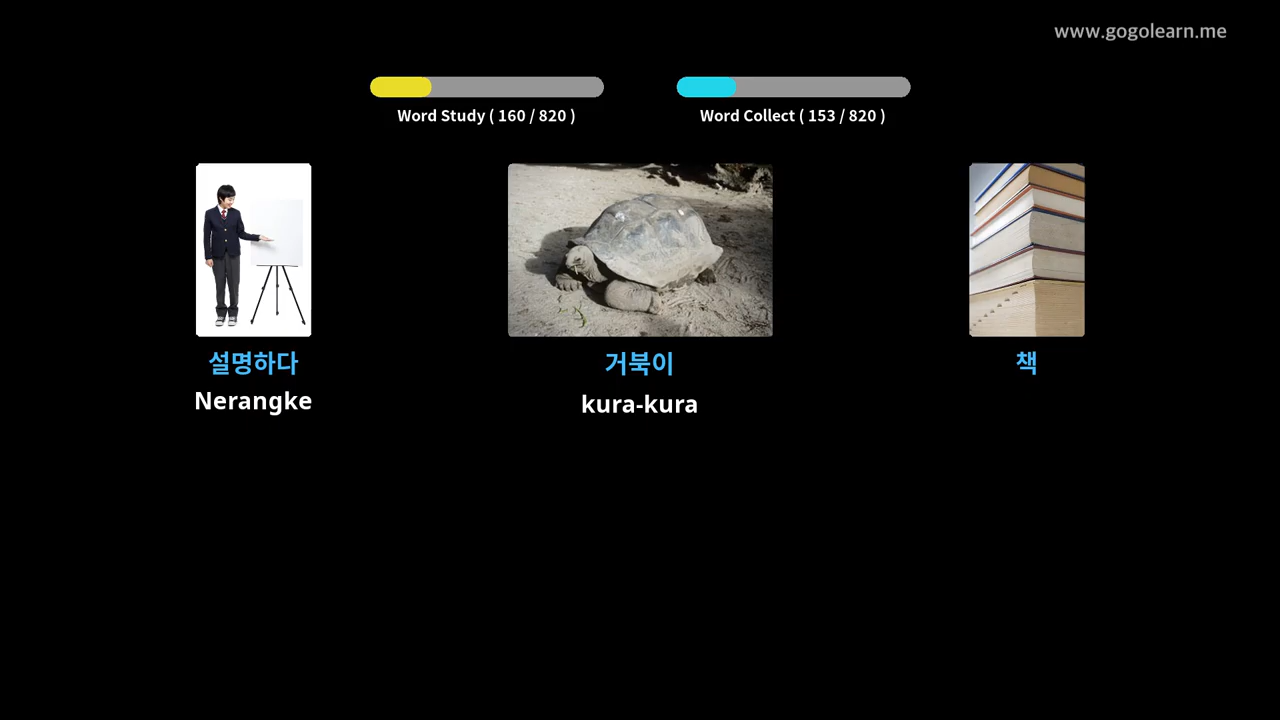 www.gogolearn.me
Word Study ( 160 / 820 )
Word Collect ( 153 / 820 )
설명하다
거북이
책
Nerangke
kura-kura